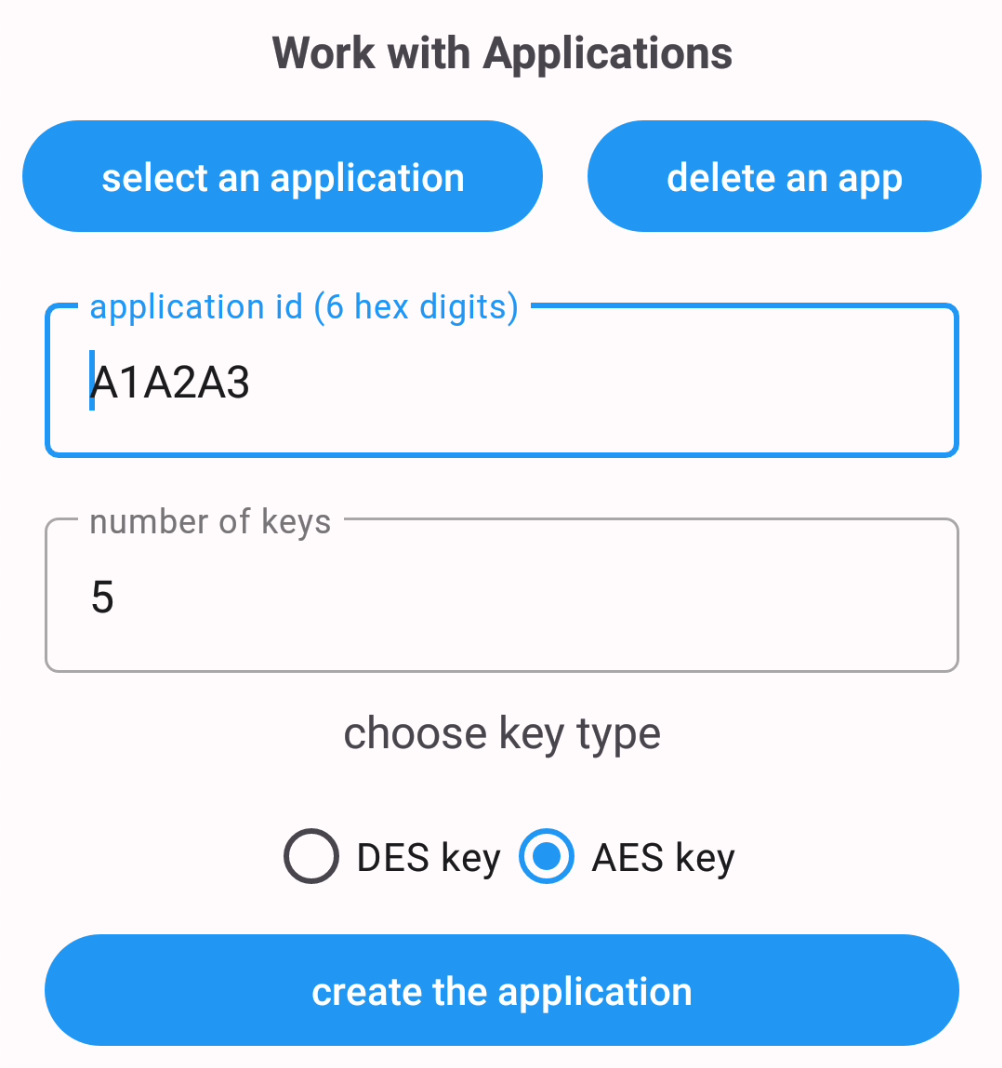 Work with Applications
select an application
delete an app
application id (6 hex digits)
A1A2A3
number of keys
5
choose key type
DES key
AES key
create the application